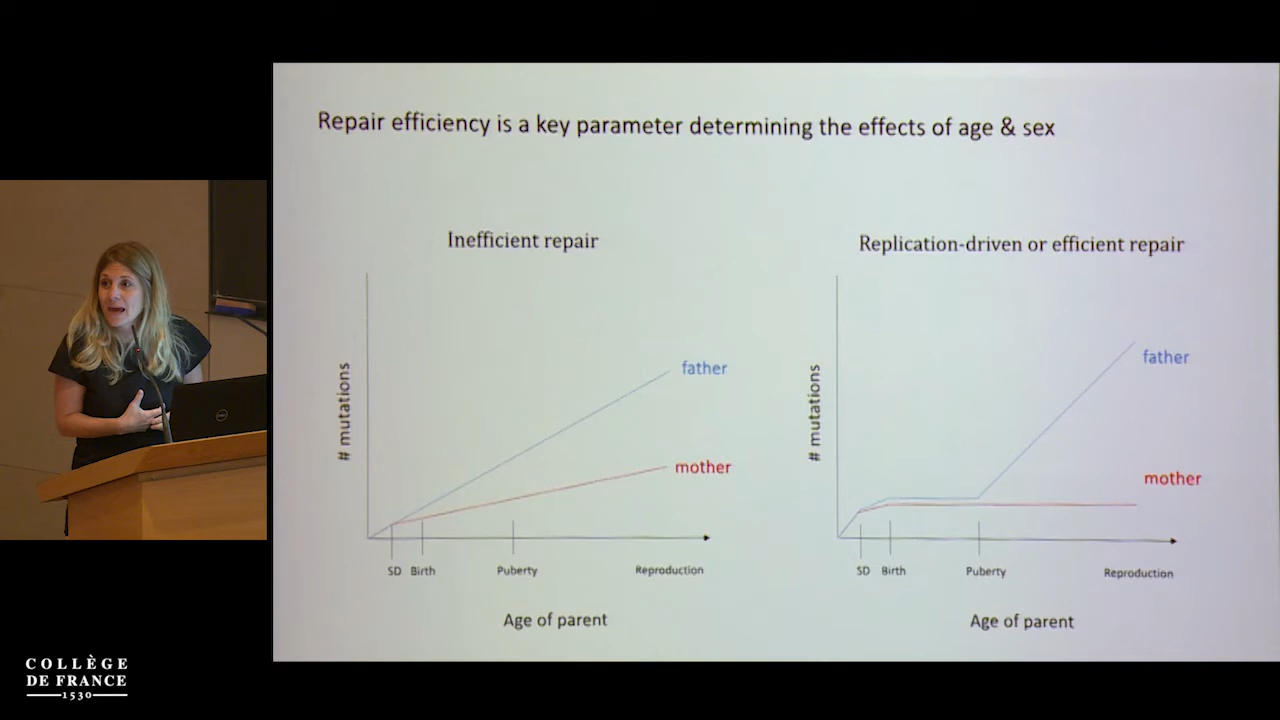 Repair efficiency is a key parameter determining the effects of age & sex
Inefficient repair
# mutations
father
mother
SD Birth Puberty Reproduction
Age of parent
Replication-driven or efficient repair
# mutations
father
mother
SD Birth Puberty Reproduction
Age of parent
DELL
COLLÈGE
DE FRANCE
1530